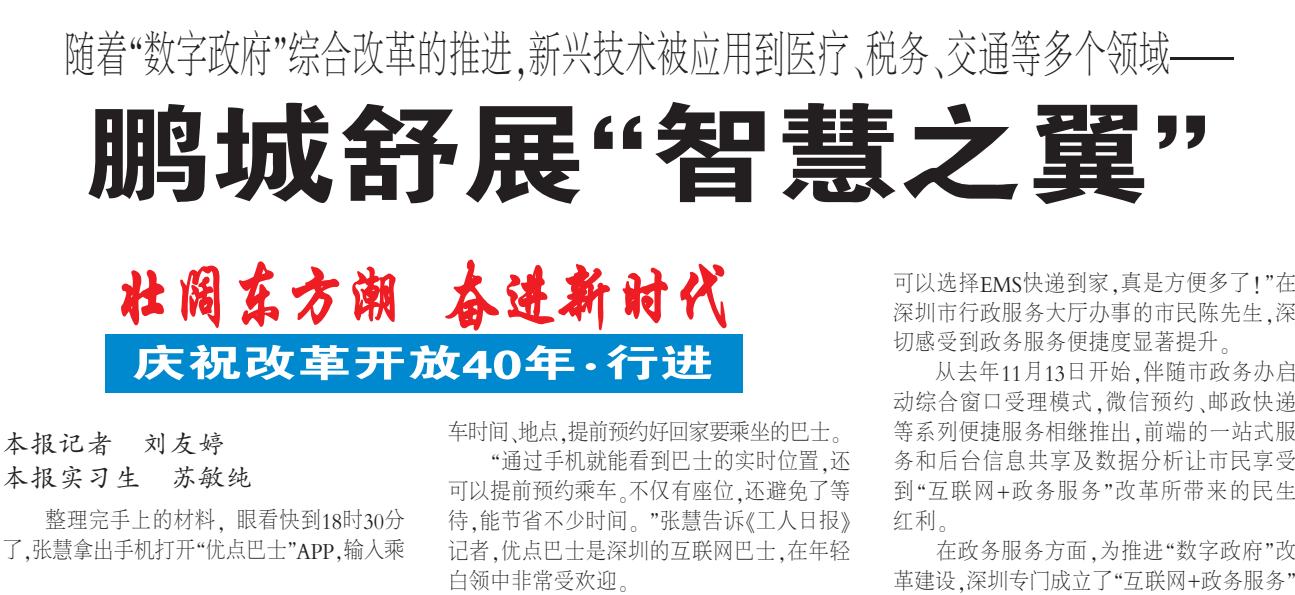 随着“数字政府”综合改革的推进,新兴技术被应用到医疗、税务、交通等多个领域——
鹏城舒展“智慧之翼”
壮阔东方潮 奋进新时代
庆祝改革开放40年·行进
本报记者 刘友婷
本报实习生 苏敏纯
整理完手上的材料，眼看快到18时30分
了,张慧拿出手机打开“优点巴士”APP,输入乘
车时间、地点,提前预约好回家要乘坐的巴士。
“通过手机就能看到巴士的实时位置,还
可以提前预约乘车。不仅有座位,还避免了等
待,能节省不少时间。”张慧告诉《工人日报》
记者,优点巴士是深圳的互联网巴士,在年轻
白领中非常受欢迎。
可以选择EMS快递到家,真是方便多了!”在
深圳市行政服务大厅办事的市民陈先生,深
切感受到政务服务便捷度显著提升。
从去年11月13日开始,伴随市政务办启
动综合窗口受理模式,微信预约、邮政快递
等系列便捷服务相继推出,前端的一站式服
务和后台信息共享及数据分析让市民享受
到“互联网+政务服务”改革所带来的民生
红利。
在政务服务方面,为推进“数字政府”改
革建设,深圳专门成立了“互联网+政务服务”